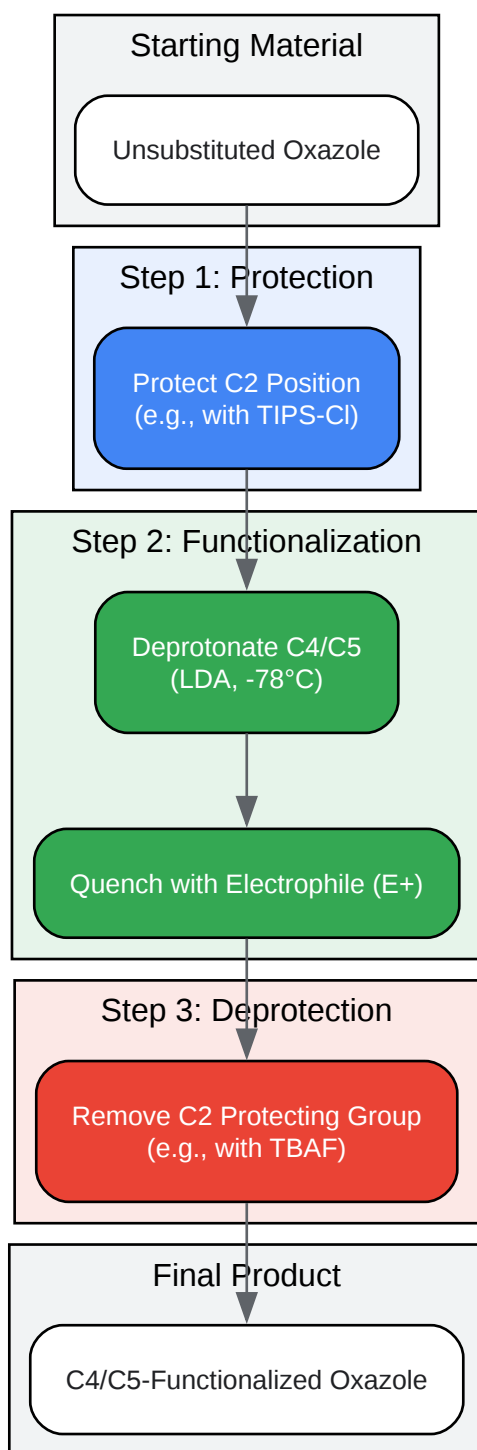 Starting Material
Unsubstituted Oxazole
Step 1: Protection
Protect C2 Position
(e.g., with TIPS-Cl)
Step 2: Functionalization
Deprotonate C4/C5
(LDA, -78°C)
Quench with Electrophile (E+)
Step 3: Deprotection
Remove C2 Protecting Group
(e.g., with TBAF)
Final Product
C4/C5-Functionalized Oxazole